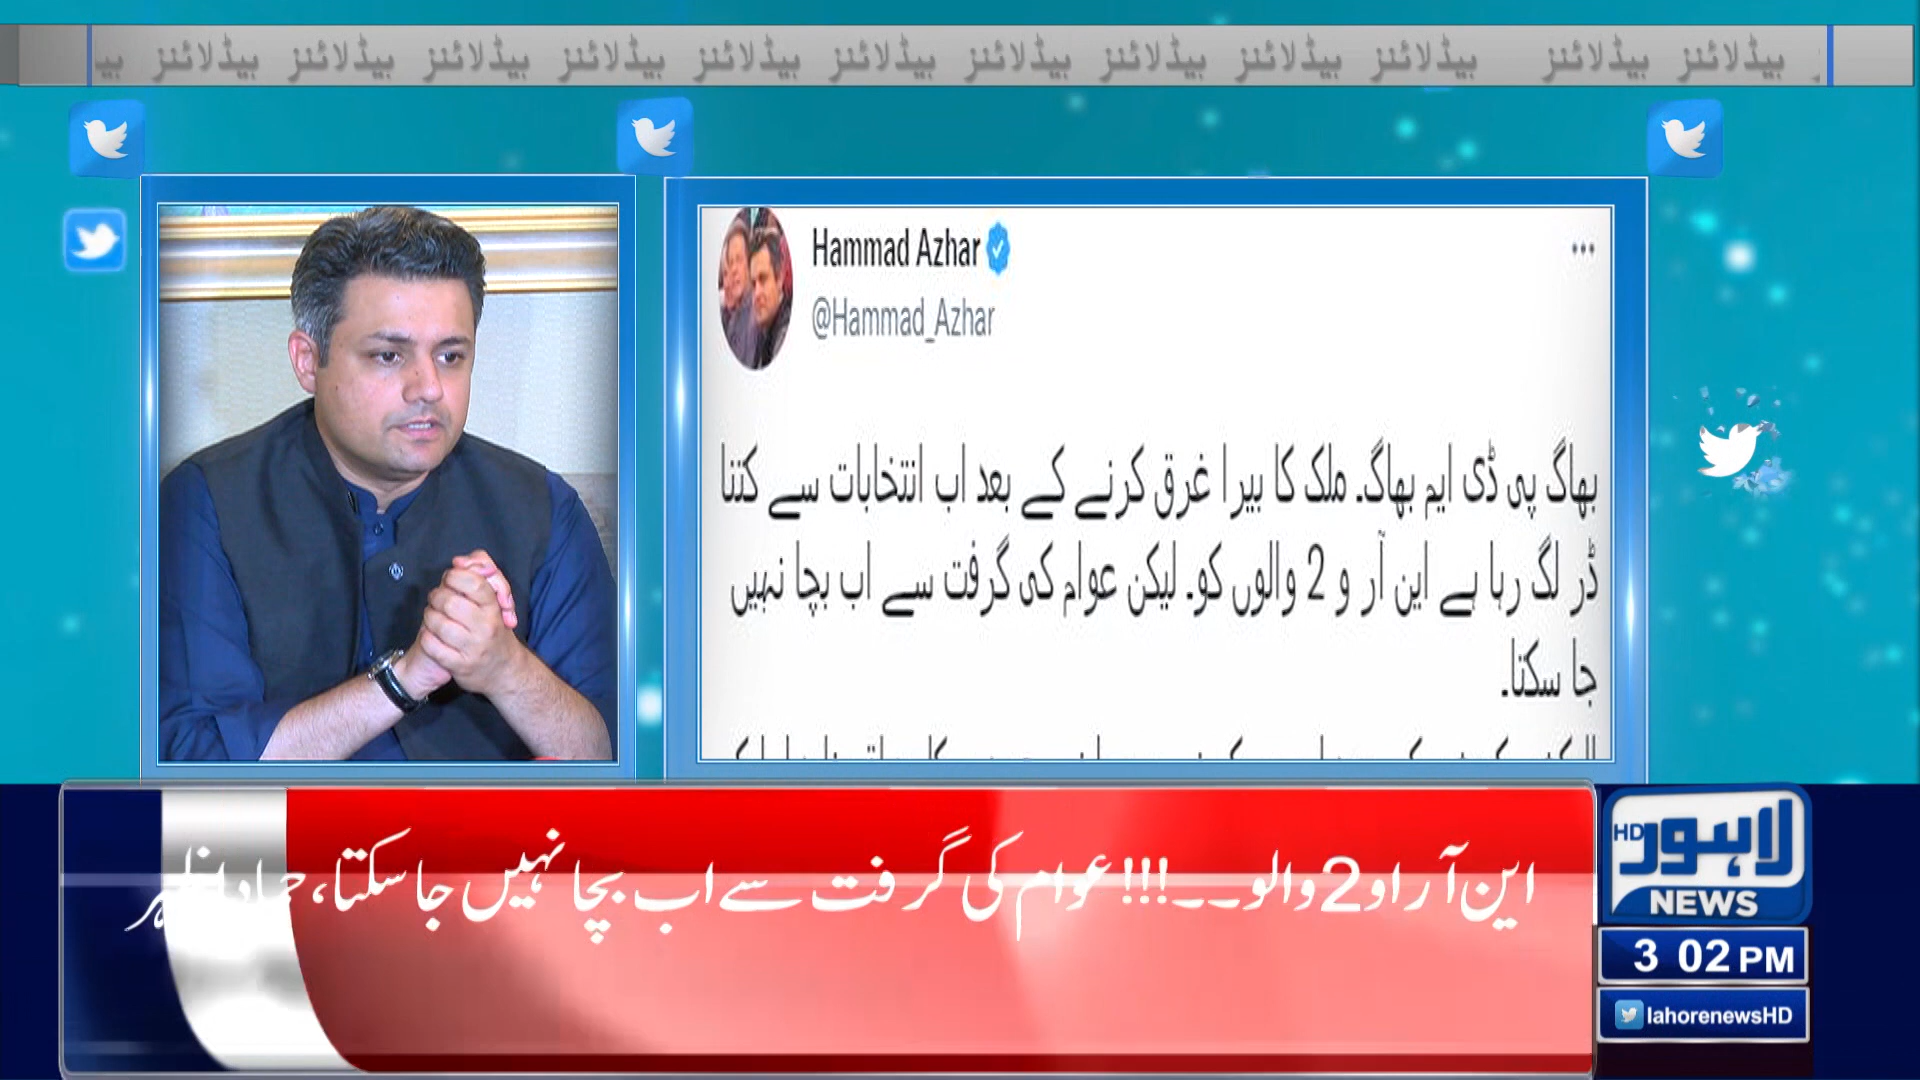 ہیڈلائنز ہیڈلائنز ہیڈلائنز ہیڈلائنز ہیڈلائنز ہیڈلائنز ہیڈلائنز ہیڈلائنز ہیڈلائنز ہیڈلائنز ہیڈلائنز ہیڈلائنز
Hammad Azhar
@Hammad_Azhar
بھاگ پی ڈی ایم بھاگ۔ ملک کا بیرا غرق کرنے کے بعد اب انتخابات سے کتنا
ڈر لگ رہا ہے این آر و 2 والوں کو۔ لیکن عوام کی گرفت سے اب بچا نہیں
جا سکتا۔
این آر او 2 والو۔۔۔!!! عوام کی گرفت سے اب بچا نہیں جا سکتا، حماد اظہر
لاہور HD
NEWS
3 02 PM
lahorenewsHD